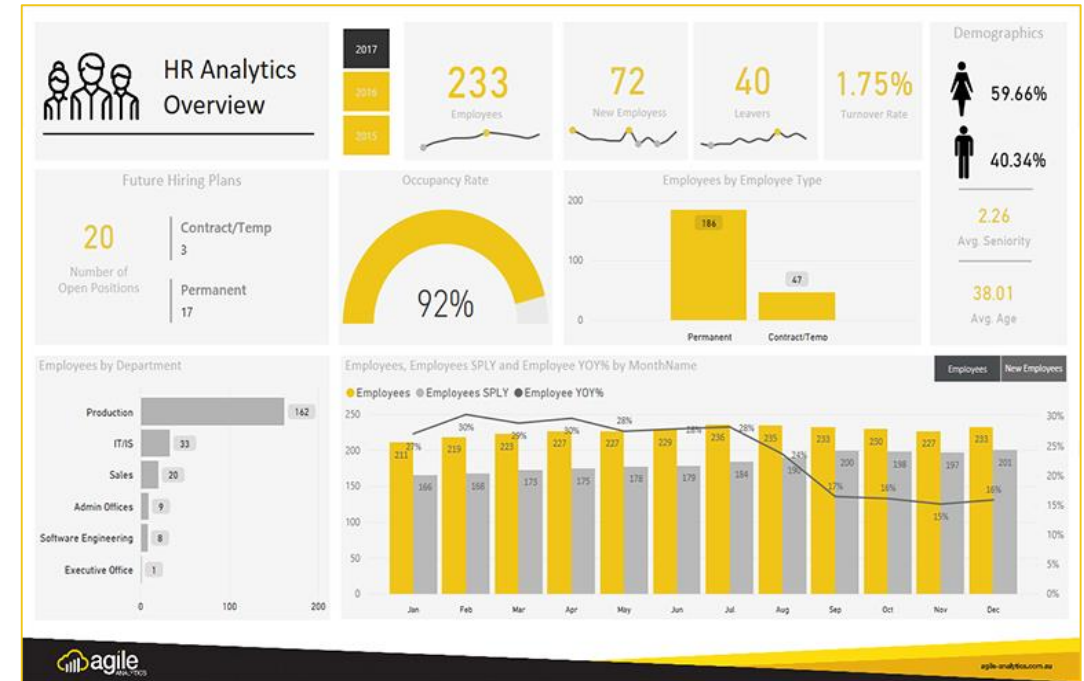 HR Analytics
Overview
2017
2016
2015
233
Employees
72
New Employess
40
Leavers
1.75%
Turnover Rate
Demographics
59.66%
40.34%
2.26
Avg. Seniority
38.01
Avg. Age
Future Hiring Plans
20
Number of
Open Positions
Contract/Temp
3
Permanent
17
Occupancy Rate
92%
Employees by Employee Type
200
100
0
186
47
Permanent Contract/Temp
Employees by Department
Production 162
IT/IS 33
Sales 20
Admin Offices 9
Software Engineering 8
Executive Office 1
0 100 200
Employees, Employees SPLY and Employee YOY% by MonthName
Employees New Employees
Employees Employees SPLY Employee YOY%
250
200
150
100
50
0
30%
25%
20%
15%
10%
5%
0%
27% 30% 29% 30% 28% 28% 28% 24% 17% 16% 15% 16%
211 219 223 227 227 229 236 235 233 230 227 233
166 168 173 175 178 179 184 190 200 198 197 201
Jan Feb Mar Apr May Jun Jul Aug Sep Oct Nov Dec
agile
ANALYTICS
agile-analytics.com.au